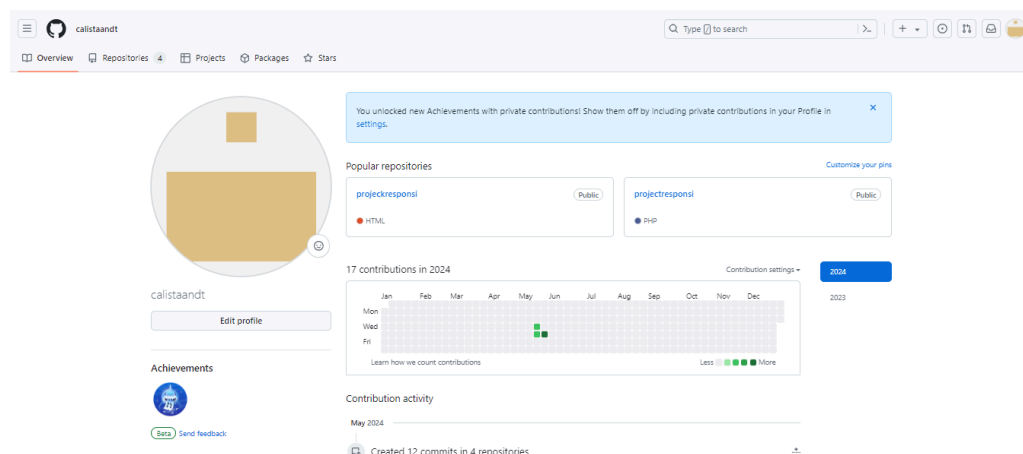 calistaandt
Type / to search
Overview Repositories 4 Projects Packages Stars
You unlocked new Achievements with private contributions! Show them off by including private contributions in your Profile in
settings.
Popular repositories Customize your pins
projeckresponsi Public
HTML
projectresponsi Public
PHP
17 contributions in 2024 Contribution settings
2024
2023
Jan Feb Mar Apr May Jun Jul Aug Sep Oct Nov Dec
Mon
Wed
Fri
Learn how we count contributions Less More
calistaandt
Edit profile
Achievements
Beta Send feedback
Contribution activity
May 2024
Created 12 commits in 4 repositories